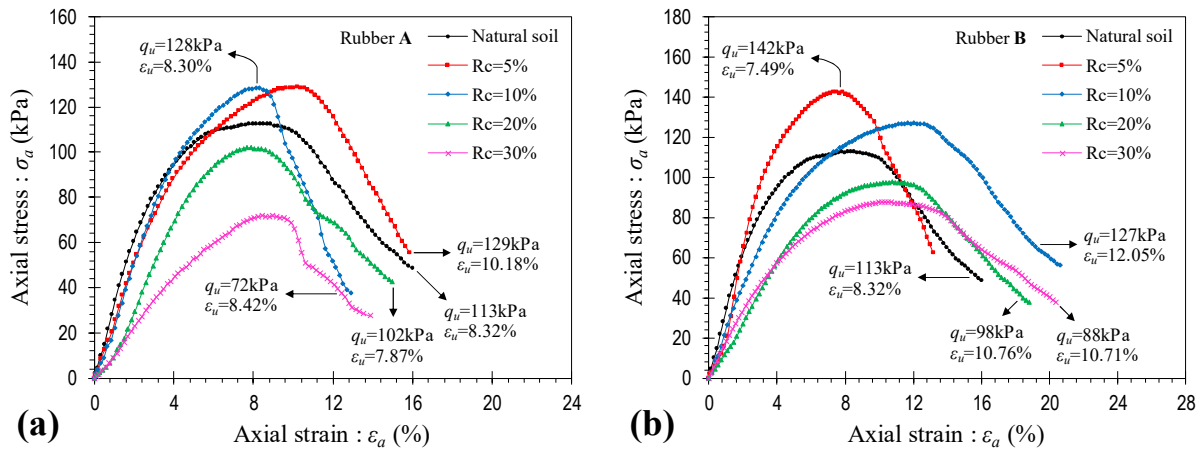 160
140
120
100
80
60
40
20
0
0
4
8
12
16
20
24
Axial stress : σₐ (kPa)
Axial strain : εₐ (%)
(a)
Rubber A
Natural soil
Rc=5%
Rc=10%
Rc=20%
Rc=30%
qᵤ=128kPa
εᵤ=8.30%
qᵤ=129kPa
εᵤ=10.18%
qᵤ=72kPa
εᵤ=8.42%
qᵤ=113kPa
εᵤ=8.32%
qᵤ=102kPa
εᵤ=7.87%
180
160
140
120
100
80
60
40
20
0
0
4
8
12
16
20
24
28
Axial stress : σₐ (kPa)
Axial strain : εₐ (%)
(b)
Rubber B
Natural soil
Rc=5%
Rc=10%
Rc=20%
Rc=30%
qᵤ=142kPa
εᵤ=7.49%
qᵤ=127kPa
εᵤ=12.05%
qᵤ=113kPa
εᵤ=8.32%
qᵤ=98kPa
εᵤ=10.76%
qᵤ=88kPa
εᵤ=10.71%